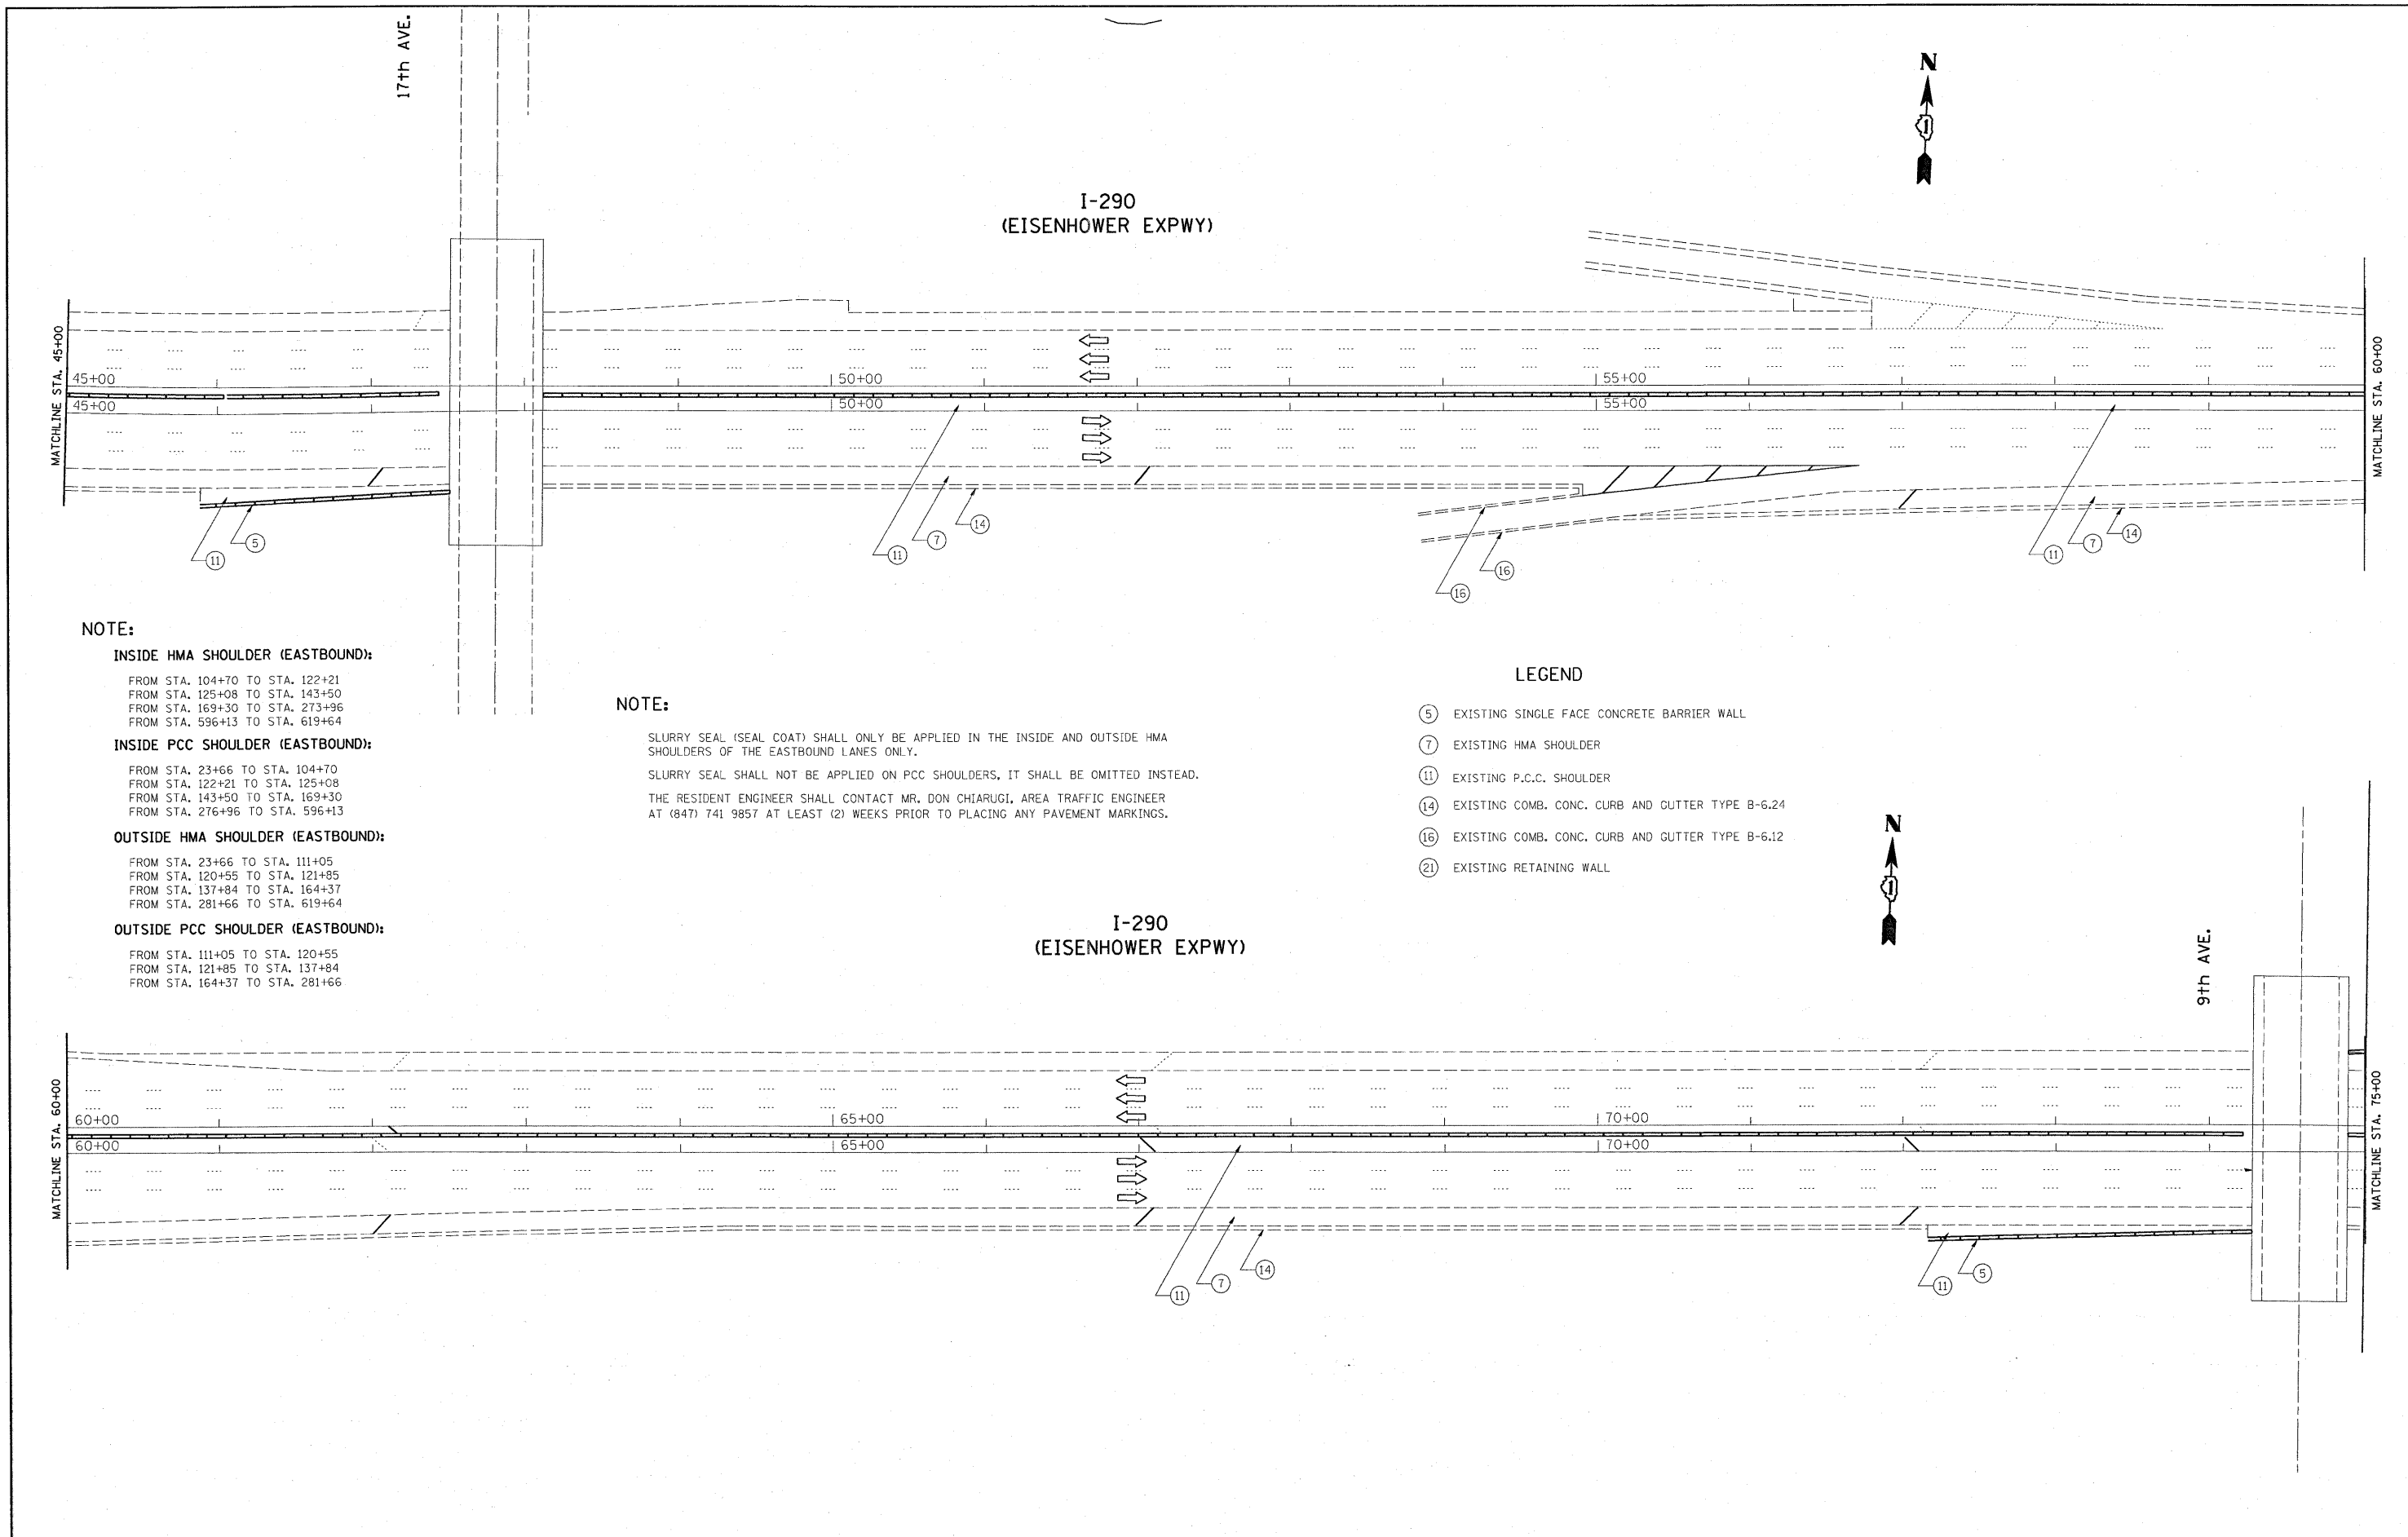 17th AVE.
N
1
I-290
(EISENHOWER EXPWY)
MATCHLINE STA. 45+00
45+00
50+00
55+00
45+00
50+00
55+00
MATCHLINE STA. 60+00
11
5
11
7
14
16
16
11
7
14
NOTE:
INSIDE HMA SHOULDER (EASTBOUND):
FROM STA. 104+70 TO STA. 122+21
FROM STA. 125+08 TO STA. 143+50
FROM STA. 169+30 TO STA. 273+96
FROM STA. 596+13 TO STA. 619+64
INSIDE PCC SHOULDER (EASTBOUND):
FROM STA. 23+66 TO STA. 104+70
FROM STA. 122+21 TO STA. 125+08
FROM STA. 143+50 TO STA. 169+30
FROM STA. 276+96 TO STA. 596+13
OUTSIDE HMA SHOULDER (EASTBOUND):
FROM STA. 23+66 TO STA. 111+05
FROM STA. 120+55 TO STA. 121+85
FROM STA. 137+84 TO STA. 164+37
FROM STA. 281+66 TO STA. 619+64
OUTSIDE PCC SHOULDER (EASTBOUND):
FROM STA. 111+05 TO STA. 120+55
FROM STA. 121+85 TO STA. 137+84
FROM STA. 164+37 TO STA. 281+66
NOTE:
SLURRY SEAL (SEAL COAT) SHALL ONLY BE APPLIED IN THE INSIDE AND OUTSIDE HMA
SHOULDERS OF THE EASTBOUND LANES ONLY.
SLURRY SEAL SHALL NOT BE APPLIED ON PCC SHOULDERS, IT SHALL BE OMITTED INSTEAD.
THE RESIDENT ENGINEER SHALL CONTACT MR. DON CHIARUGI, AREA TRAFFIC ENGINEER
AT (847) 741 9857 AT LEAST (2) WEEKS PRIOR TO PLACING ANY PAVEMENT MARKINGS.
LEGEND
5 EXISTING SINGLE FACE CONCRETE BARRIER WALL
7 EXISTING HMA SHOULDER
11 EXISTING P.C.C. SHOULDER
14 EXISTING COMB. CONC. CURB AND GUTTER TYPE B-6.24
16 EXISTING COMB. CONC. CURB AND GUTTER TYPE B-6.12
21 EXISTING RETAINING WALL
N
1
I-290
(EISENHOWER EXPWY)
9th AVE.
MATCHLINE STA. 60+00
60+00
65+00
70+00
60+00
65+00
70+00
MATCHLINE STA. 75+00
11
7
14
11
5